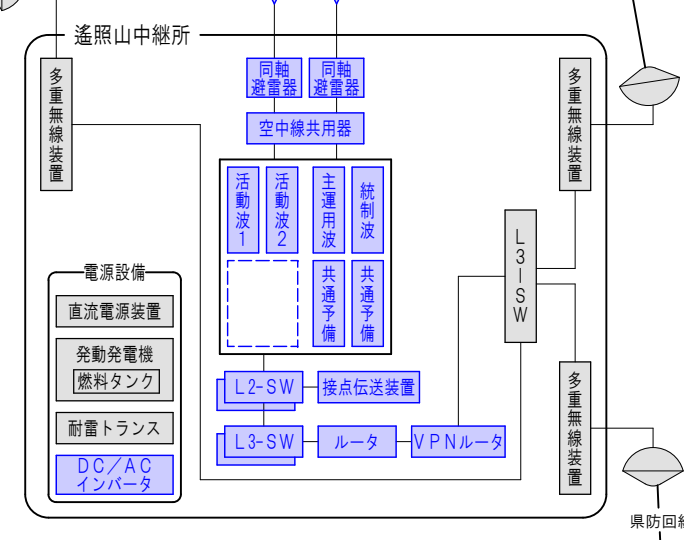 遙照山中継所
同軸
避雷器
同軸
避雷器
空中線共用器
多重無線装置
多重無線装置
活動波1
活動波2
主運用波
統制波
共通予備
共通予備
L3-SW
電源設備
直流電源装置
発動発電機
燃料タンク
耐雷トランス
DC/AC
インバータ
L2-SW
接点伝送装置
L3-SW
ルータ
VPNルータ
多重無線装置
県防回線